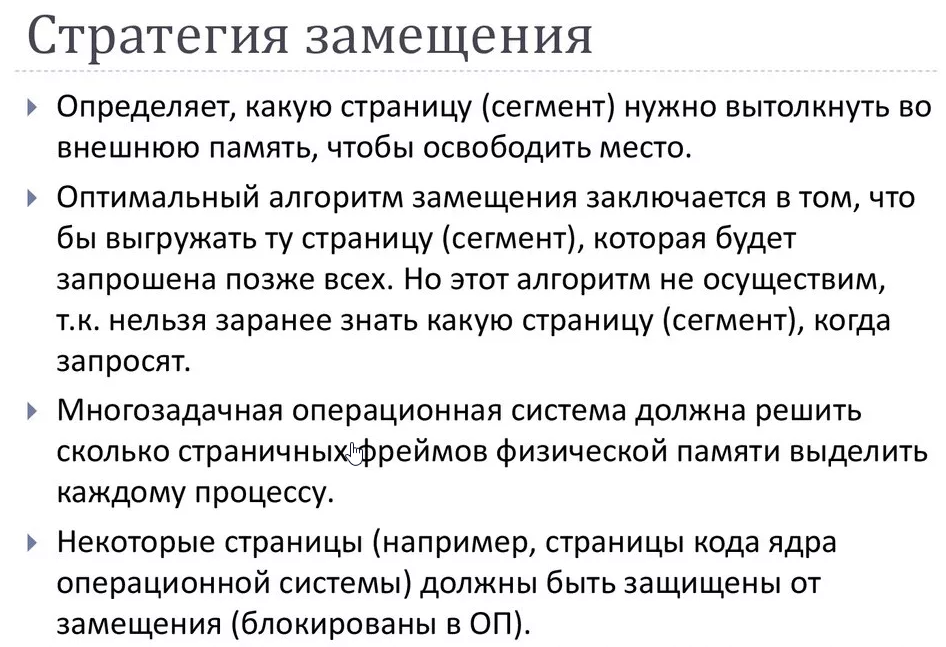 Стратегия замещения
Определяет, какую страницу (сегмент) нужно вытолкнуть во
внешнюю память, чтобы освободить место.
Оптимальный алгоритм замещения заключается в том, что
бы выгружать ту страницу (сегмент), которая будет
запрошена позже всех. Но этот алгоритм не осуществим,
т.к. нельзя заранее знать какую страницу (сегмент), когда
запросят.
Многозадачная операционная система должна решить
сколько страничных фреймов физической памяти выделить
каждому процессу.
Некоторые страницы (например, страницы кода ядра
операционной системы) должны быть защищены от
замещения (блокированы в ОП).